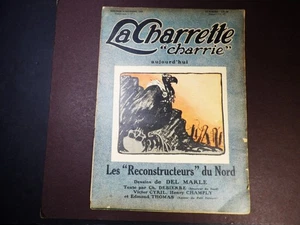 La Charrette
"charrie"
aujourd'hui
Les "Reconstructeurs" du Nord
Dessins de DEL MARLE
Texte par Ch. DEBIERRE
Victor CYRIL, Henry CHAMPLY
et Edmond THOMAS